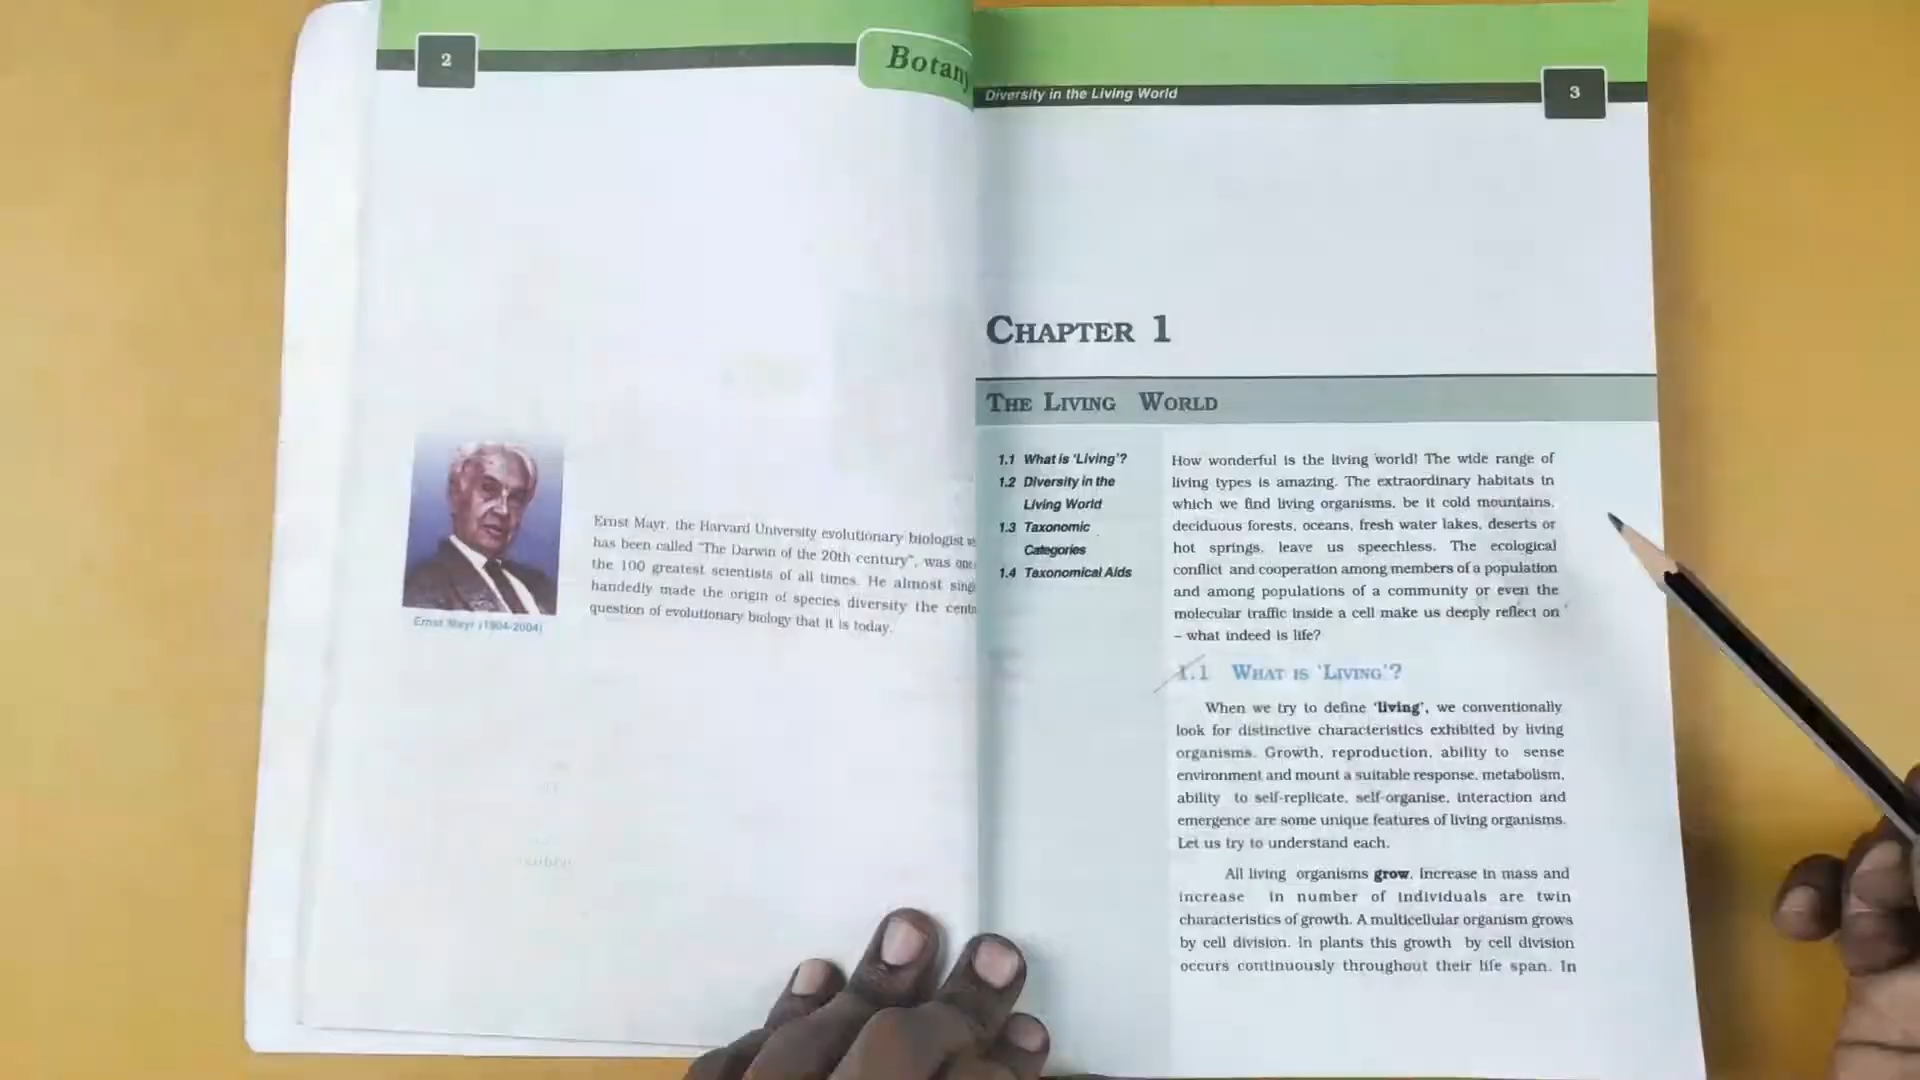 2
Botany
Ernst Mayr (1904-2004)
Ernst Mayr, the Harvard University evolutionary biologist
has been called "The Darwin of the 20th century", was one
the 100 greatest scientists of all times. He almost
handedly made the origin of species diversity the
question of evolutionary biology that it is today.
Diversity in the Living World
3
CHAPTER 1
THE LIVING WORLD
1.1 What is 'Living'?
1.2 Diversity in the
Living World
1.3 Taxonomic
Categories
1.4 Taxonomical Aids
How wonderful is the living world! The wide range of
living types is amazing. The extraordinary habitats in
which we find living organisms, be it cold mountains,
deciduous forests, oceans, fresh water lakes, deserts or
hot springs, leave us speechless. The ecological
conflict and cooperation among members of a population
and among populations of a community or even the
molecular traffic inside a cell make us deeply reflect on
– what indeed is life?
1.1 WHAT IS 'LIVING'?
When we try to define 'living', we conventionally
look for distinctive characteristics exhibited by living
organisms. Growth, reproduction, ability to sense
environment and mount a suitable response, metabolism,
ability to self-replicate, self-organise, interaction and
emergence are some unique features of living organisms.
Let us try to understand each.
All living organisms grow. Increase in mass and
increase in number of individuals are twin
characteristics of growth. A multicellular organism grows
by cell division. In plants this growth by cell division
occurs continuously throughout their life span. In